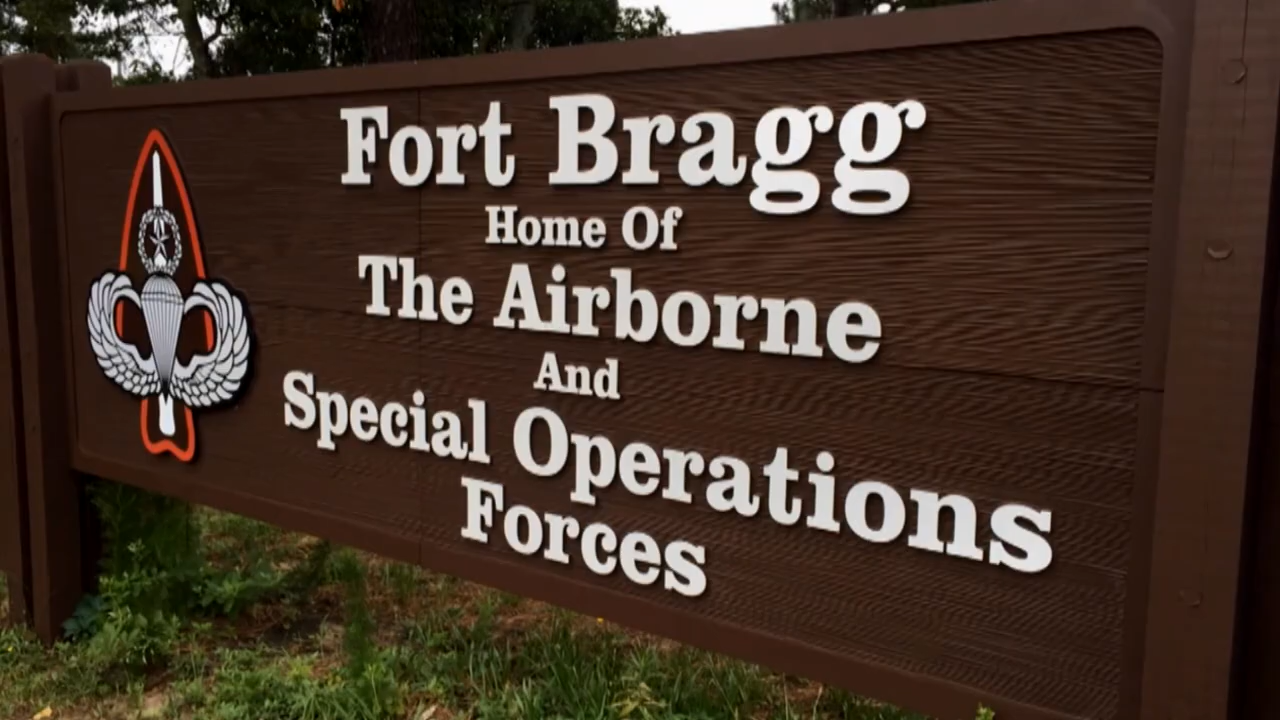 Fort Bragg
Home Of
The Airborne
And
Special Operations
Forces